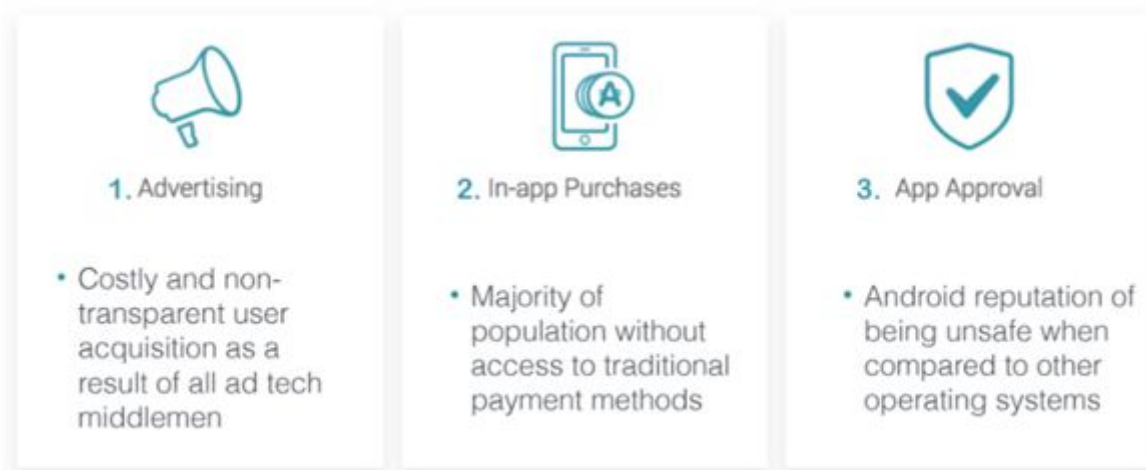 1. Advertising
• Costly and non-
transparent user
acquisition as a
result of all ad tech
middlemen
2. In-app Purchases
• Majority of
population without
access to traditional
payment methods
3. App Approval
• Android reputation of
being unsafe when
compared to other
operating systems